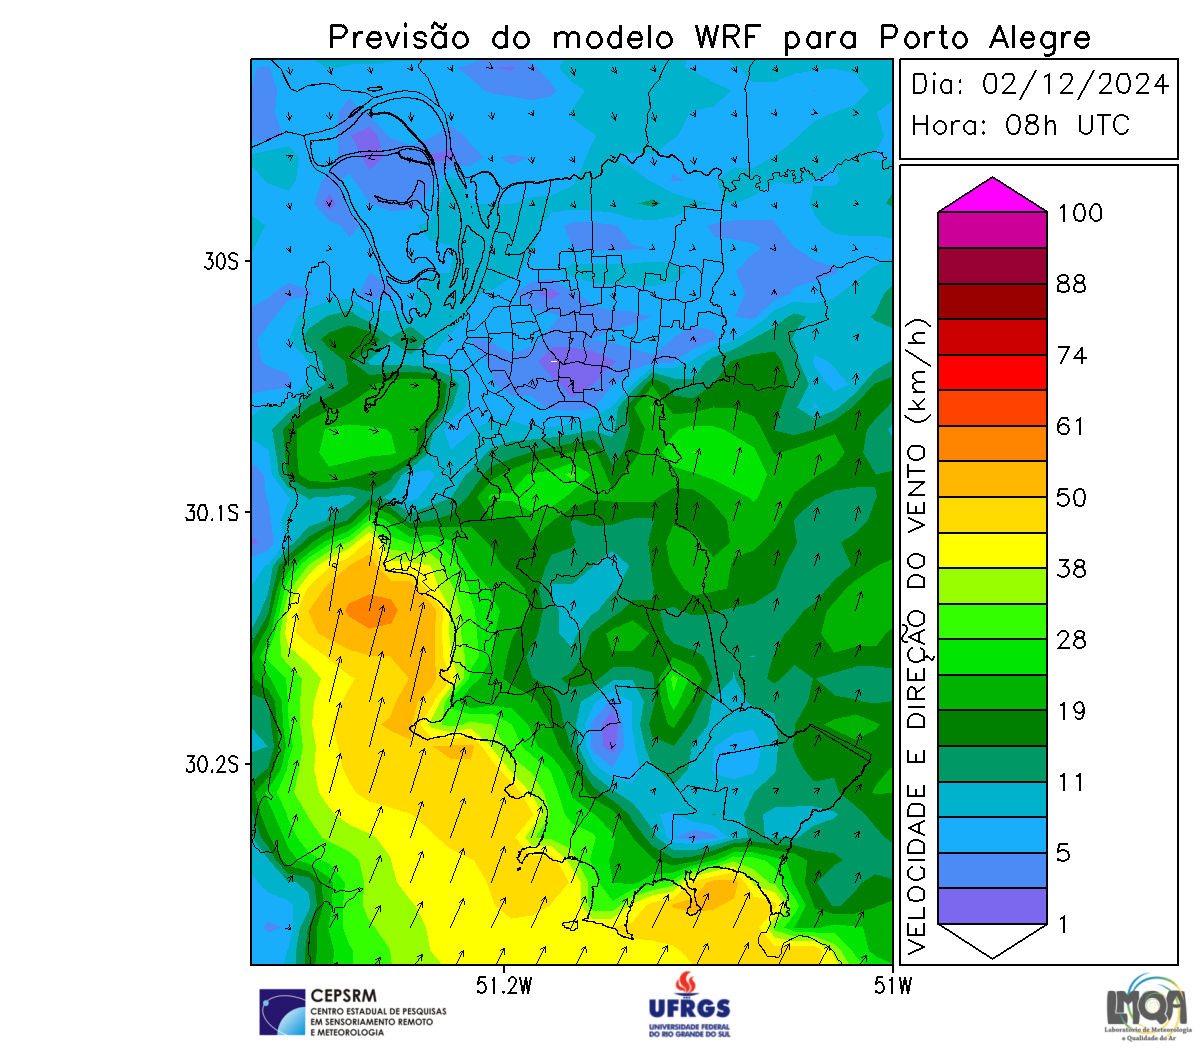 Previsão do modelo WRF para Porto Alegre
Dia: 02/12/2024
Hora: 08h UTC
30S
30.1S
30.2S
51.2W
51W
VELOCIDADE E DIREÇÃO DO VENTO (km/h)
100
88
74
61
50
38
28
19
11
5
1
CEPSRM
CENTRO ESTADUAL DE PESQUISAS
EM SENSORIAMENTO REMOTO
E METEOROLOGIA
UFRGS
UNIVERSIDADE FEDERAL
DO RIO GRANDE DO SUL
LMQA
Laboratório de Meteorologia
e Qualidade do Ar